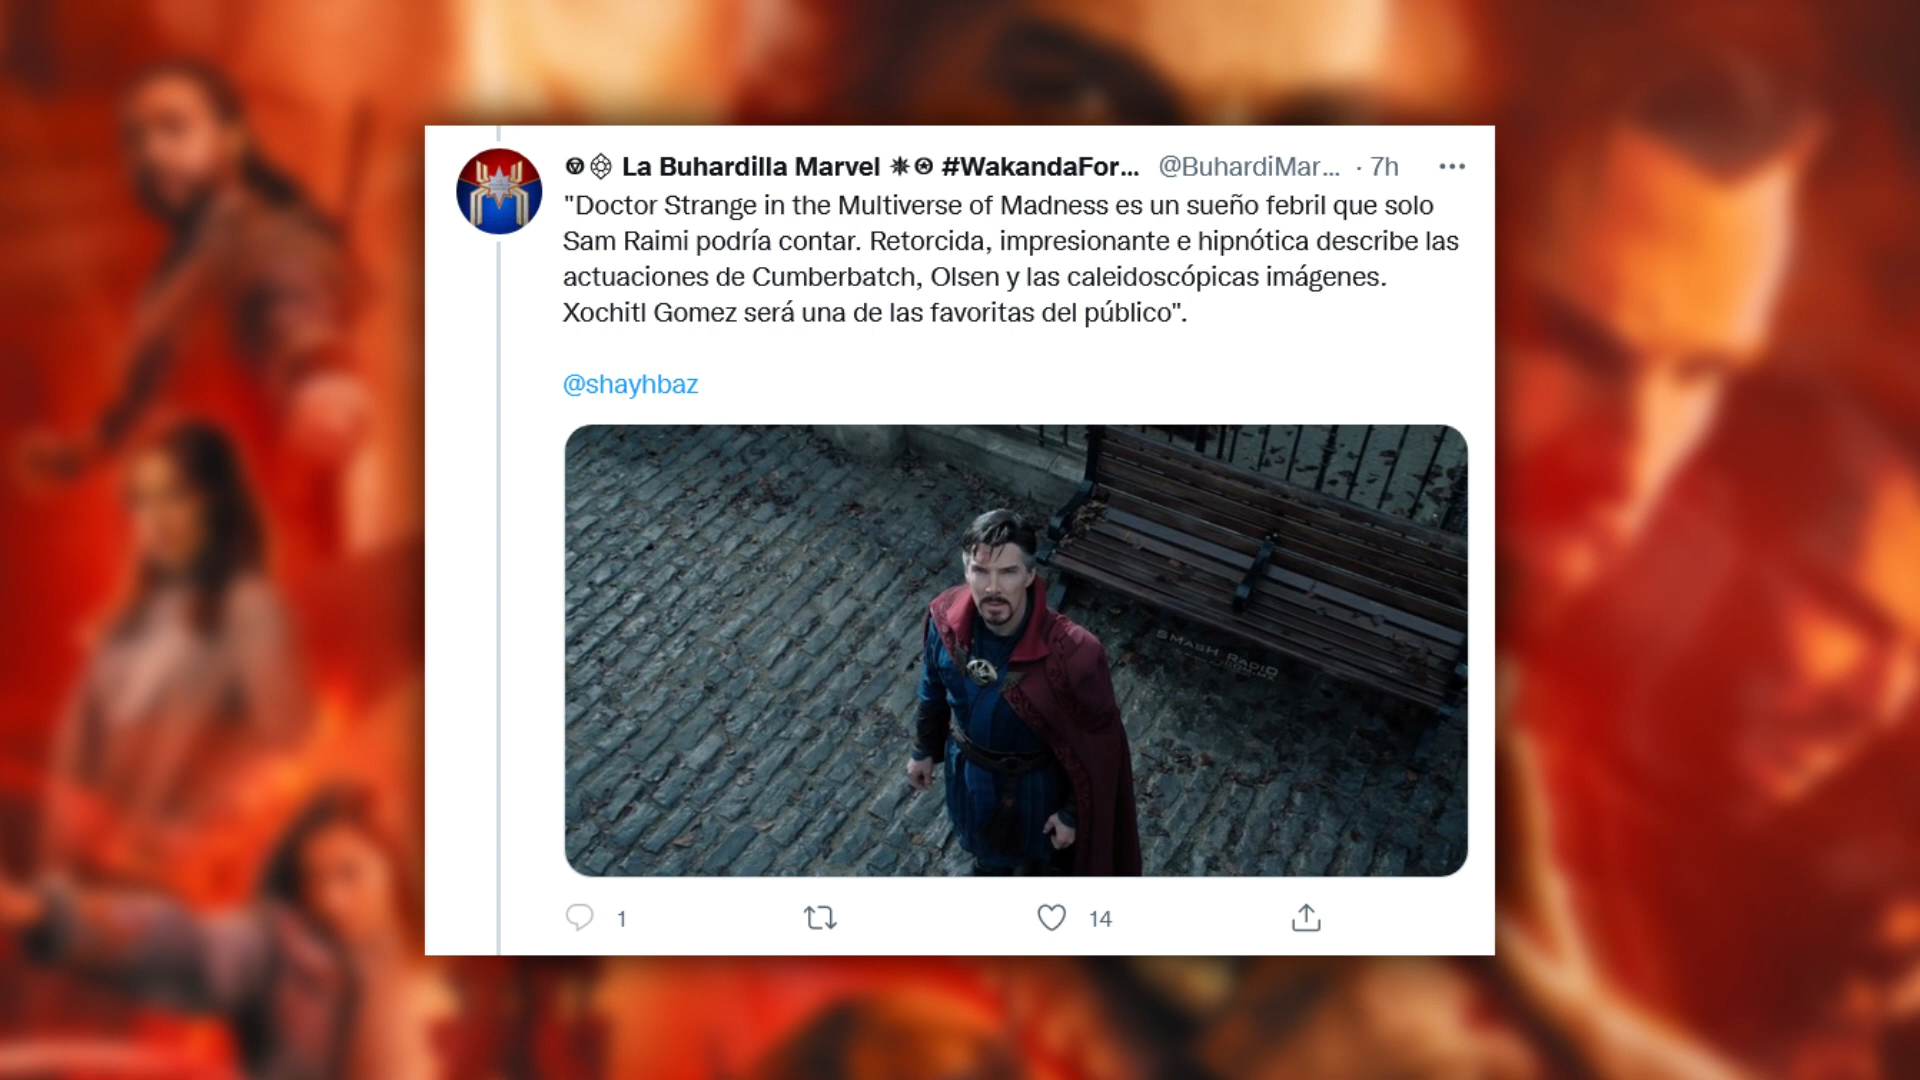 La Buhardilla Marvel #WakandaFor... @BuhardiMar... · 7h
"Doctor Strange in the Multiverse of Madness es un sueño febril que solo
Sam Raimi podría contar. Retorcida, impresionante e hipnótica describe las
actuaciones de Cumberbatch, Olsen y las caleidoscópicas imágenes.
Xochitl Gomez será una de las favoritas del público".
@shayhbaz
SMASH RADIO
1
14